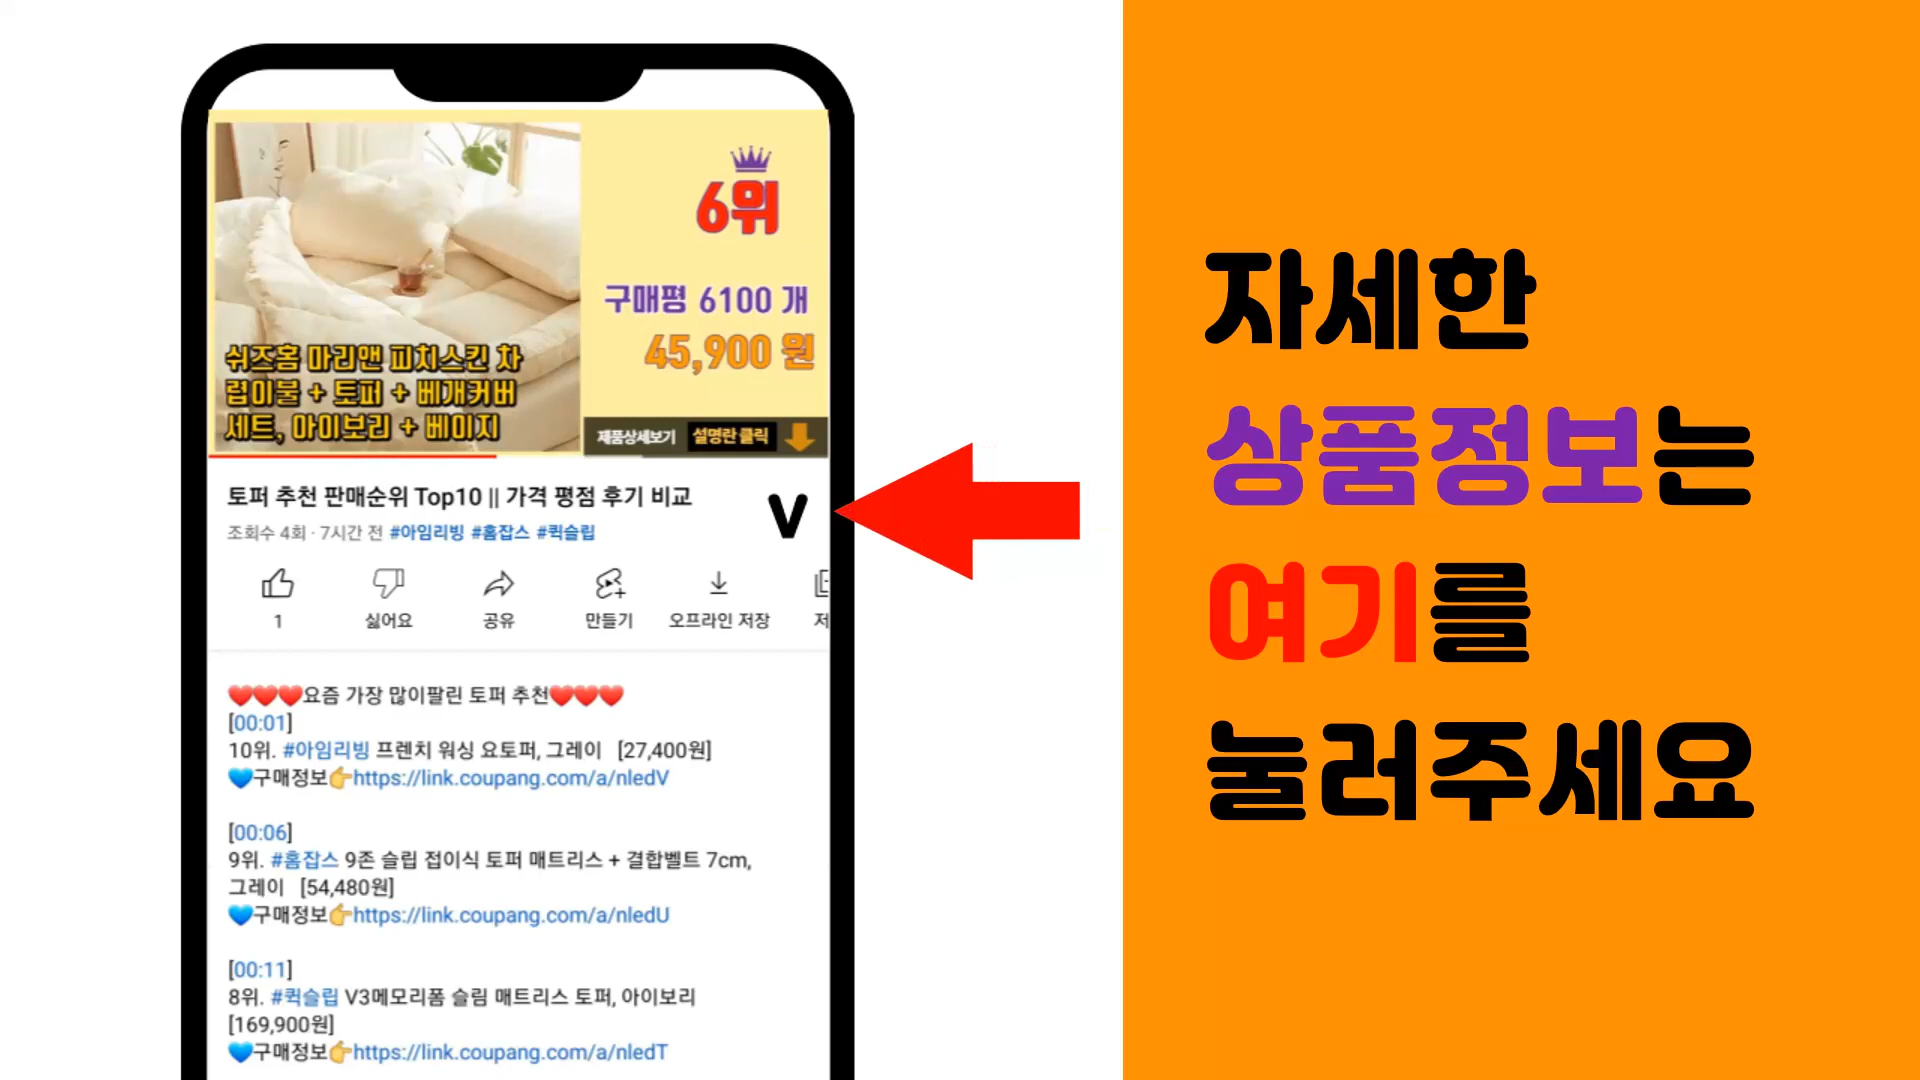 6위
구매평 6100 개
45,900 원
쉬즈홈 마리앤 피치스킨 차
렵이불 + 토퍼 + 베개커버
세트, 아이보리 + 베이지
제품상세보기 설명란 클릭
토퍼 추천 판매순위 Top10 || 가격 평점 후기 비교
V
조회수 4회 · 7시간 전 #아임리빙 #홈잡스 #퀵슬립
1 싫어요 공유 만들기 오프라인 저장 저
❤️❤️❤️요즘 가장 많이팔린 토퍼 추천❤️❤️❤️
[00:01]
10위. #아임리빙 프렌치 워싱 요토퍼, 그레이 [27,400원]
💙구매정보👉https://link.coupang.com/a/nledV
[00:06]
9위. #홈잡스 9존 슬립 접이식 토퍼 매트리스 + 결합벨트 7cm,
그레이 [54,480원]
💙구매정보👉https://link.coupang.com/a/nledU
[00:11]
8위. #퀵슬립 V3메모리폼 슬림 매트리스 토퍼, 아이보리
[169,900원]
💙구매정보👉https://link.coupang.com/a/nledT
자세한
상품정보는
여기를
눌러주세요